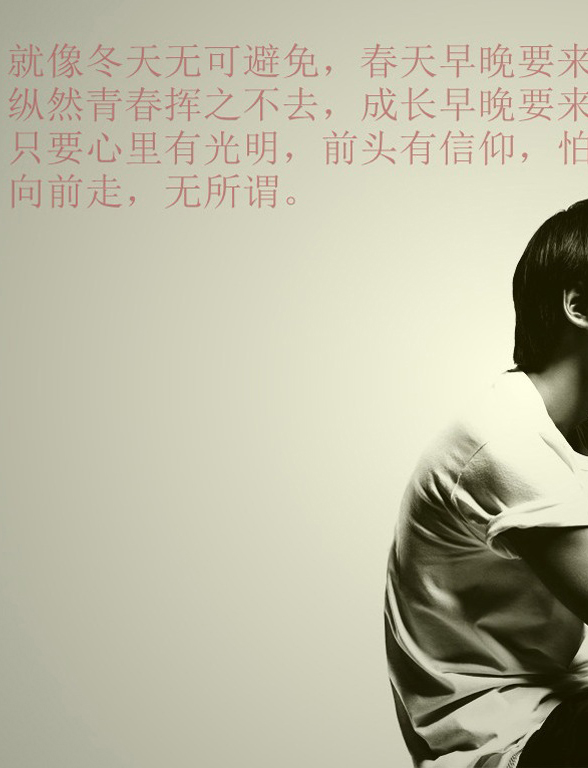 就像冬天无可避免，春天早晚要来
纵然青春挥之不去，成长早晚要来
只要心里有光明，前头有信仰，怕
向前走，无所谓。